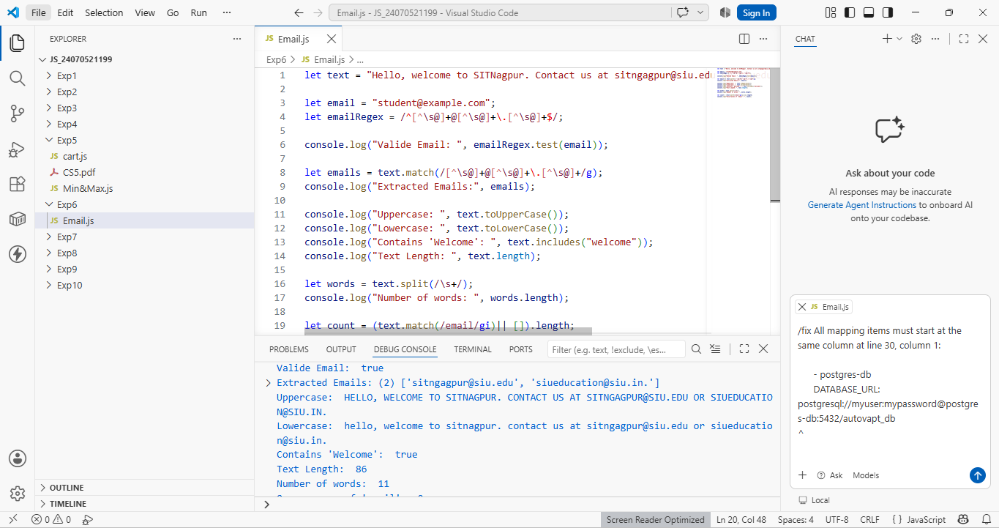 File Edit Selection View Go Run ··· Email.js - JS_24070521199 - Visual Studio Code Sign In
EXPLORER ···
JS_24070521199
Exp1
Exp2
Exp3
Exp4
Exp5
JS cart.js
CS5.pdf
JS Min&Max.js
Exp6
JS Email.js
Exp7
Exp8
Exp9
Exp10
OUTLINE
TIMELINE
JS Email.js
Exp6 > JS Email.js > ...
1 let text = "Hello, welcome to SITNagpur. Contact us at sitngagpur@siu.edu
2
3 let email = "student@example.com";
4 let emailRegex = /^[^\s@]+@[^\s@]+\.[^\s@]+$/;
5
6 console.log("Valide Email: ", emailRegex.test(email));
7
8 let emails = text.match(/[^\s@]+@[^\s@]+\.[^\s@]+/g);
9 console.log("Extracted Emails:", emails);
10
11 console.log("Uppercase: ", text.toUpperCase());
12 console.log("Lowercase: ", text.toLowerCase());
13 console.log("Contains 'Welcome': ", text.includes("welcome"));
14 console.log("Text Length: ", text.length);
15
16 let words = text.split(/\s+/);
17 console.log("Number of words: ", words.length);
18
19 let count = (text.match(/email/gi)|| []).length;
PROBLEMS OUTPUT DEBUG CONSOLE TERMINAL PORTS Filter (e.g. text, !exclude, \es...
Valide Email:  true
Extracted Emails: (2) ['sitngagpur@siu.edu', 'siueducation@siu.in.']
Uppercase:  HELLO, WELCOME TO SITNAGPUR. CONTACT US AT SITNGAGPUR@SIU.EDU OR SIUEDUCATIO
N@SIU.IN.
Lowercase:  hello, welcome to sitnagpur. contact us at sitngagpur@siu.edu or siueducatio
n@siu.in.
Contains 'Welcome':  true
Text Length:  86
Number of words:  11
CHAT ···
Ask about your code
AI responses may be inaccurate
Generate Agent Instructions to onboard AI
onto your codebase.
JS Email.js
/fix All mapping items must start at the
same column at line 30, column 1:
- postgres-db
DATABASE_URL:
postgresql://myuser:mypassword@postgre
s-db:5432/autovapt_db
^
Ask Models
Local
0 0 Screen Reader Optimized Ln 20, Col 48 Spaces: 4 UTF-8 CRLF { } JavaScript